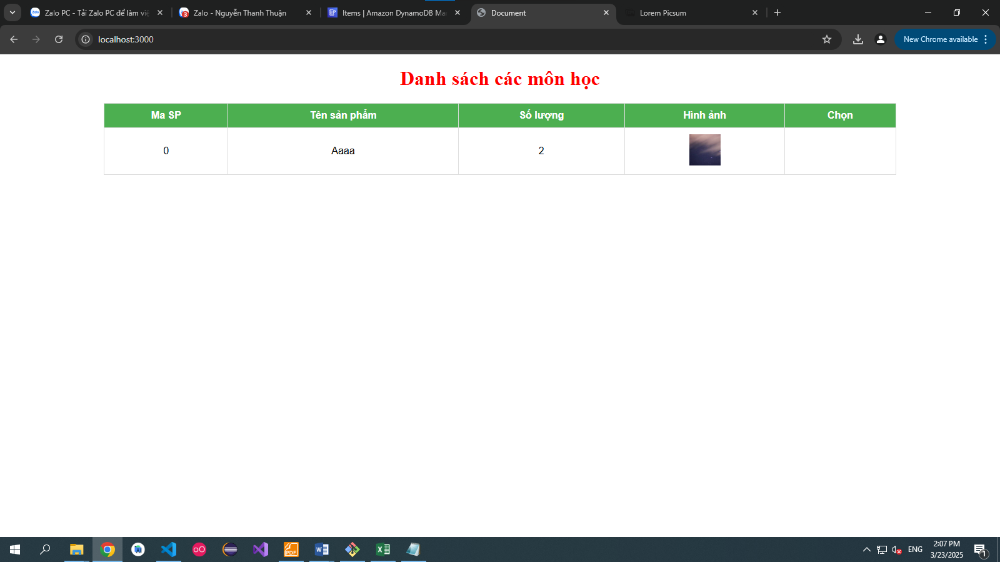 Zalo PC - Tải Zalo PC để làm việ
Zalo - Nguyễn Thanh Thuận
Items | Amazon DynamoDB Ma
Document
Lorem Picsum
localhost:3000
New Chrome available
Danh sách các môn học
Ma SP Tên sản phẩm Số lượng Hình ảnh Chọn
0 Aaaa 2
ENG
2:07 PM
3/23/2025
1